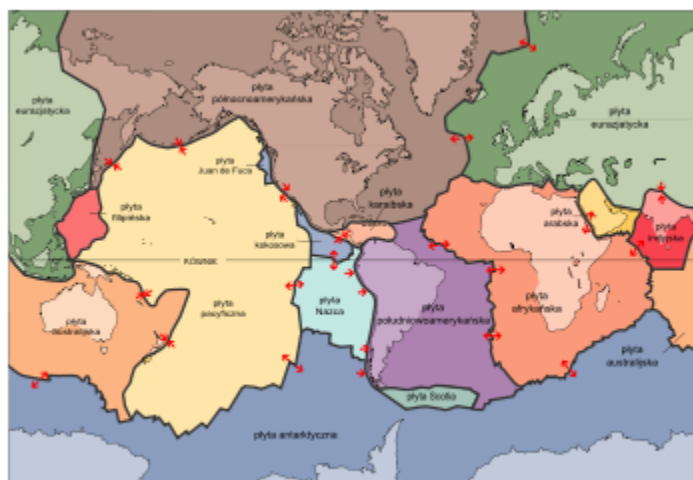 płyta
północnoamerykańska
płyta
eurazjatycka
płyta
eurazjatycka
płyta
Juan de Fuca
płyta
karaibska
płyta
filipińska
płyta
arabska
płyta
indyjska
płyta
kokosowa
RÓWNIK
płyta
australijska
płyta
pacyficzna
płyta
Nazca
płyta
południowoamerykańska
płyta
afrykańska
płyta
australijska
płyta Scotia
płyta antarktyczna